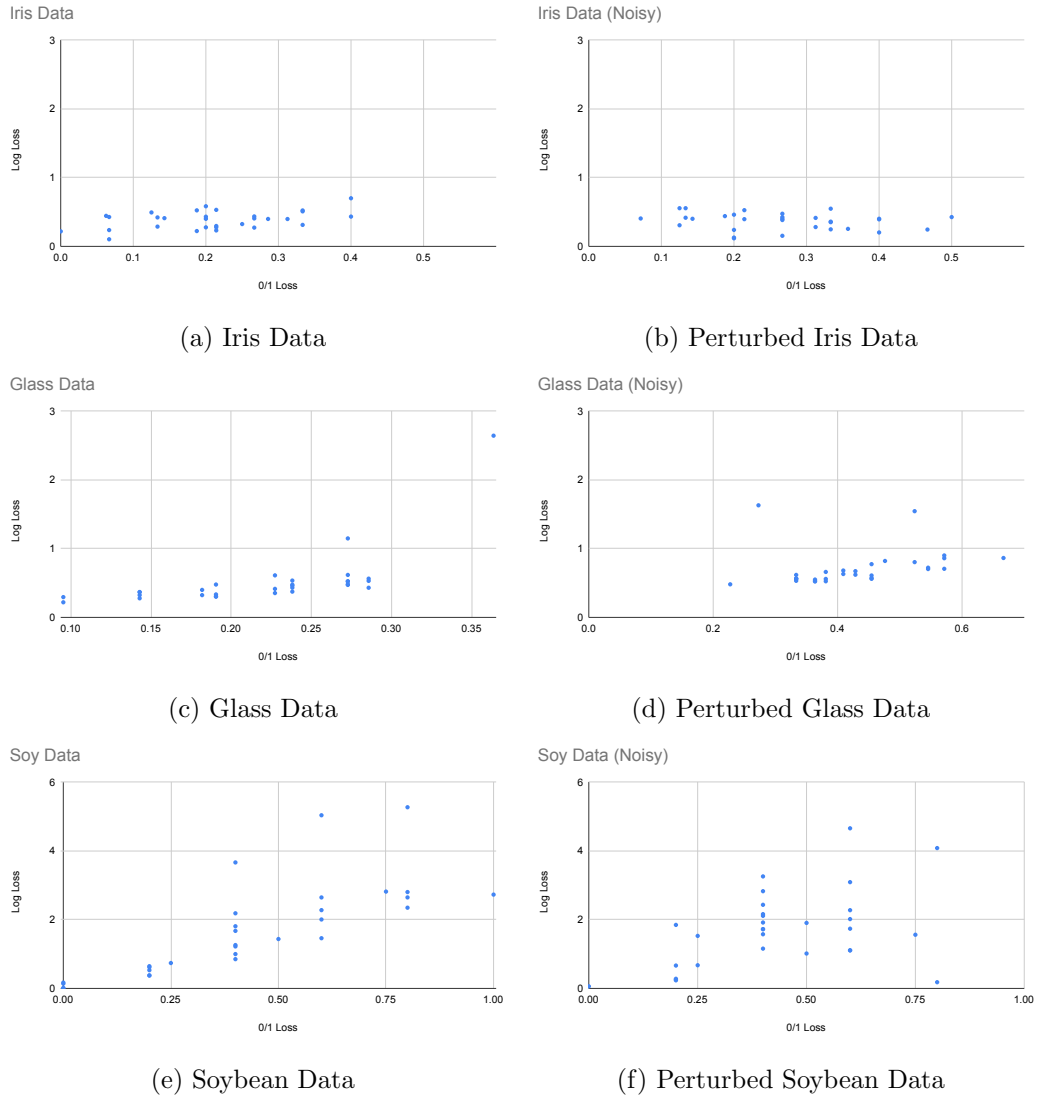 Iris Data
Iris Data (Noisy)
3
2
1
0
Log Loss
0.0 0.1 0.2 0.3 0.4 0.5
0/1 Loss
3
2
1
0
Log Loss
0.0 0.1 0.2 0.3 0.4 0.5
0/1 Loss
(a) Iris Data
(b) Perturbed Iris Data
Glass Data
Glass Data (Noisy)
3
2
1
0
Log Loss
0.10 0.15 0.20 0.25 0.30 0.35
0/1 Loss
3
2
1
0
Log Loss
0.0 0.2 0.4 0.6
0/1 Loss
(c) Glass Data
(d) Perturbed Glass Data
Soy Data
Soy Data (Noisy)
6
4
2
0
Log Loss
0.00 0.25 0.50 0.75 1.00
0/1 Loss
6
4
2
0
Log Loss
0.00 0.25 0.50 0.75 1.00
0/1 Loss
(e) Soybean Data
(f) Perturbed Soybean Data